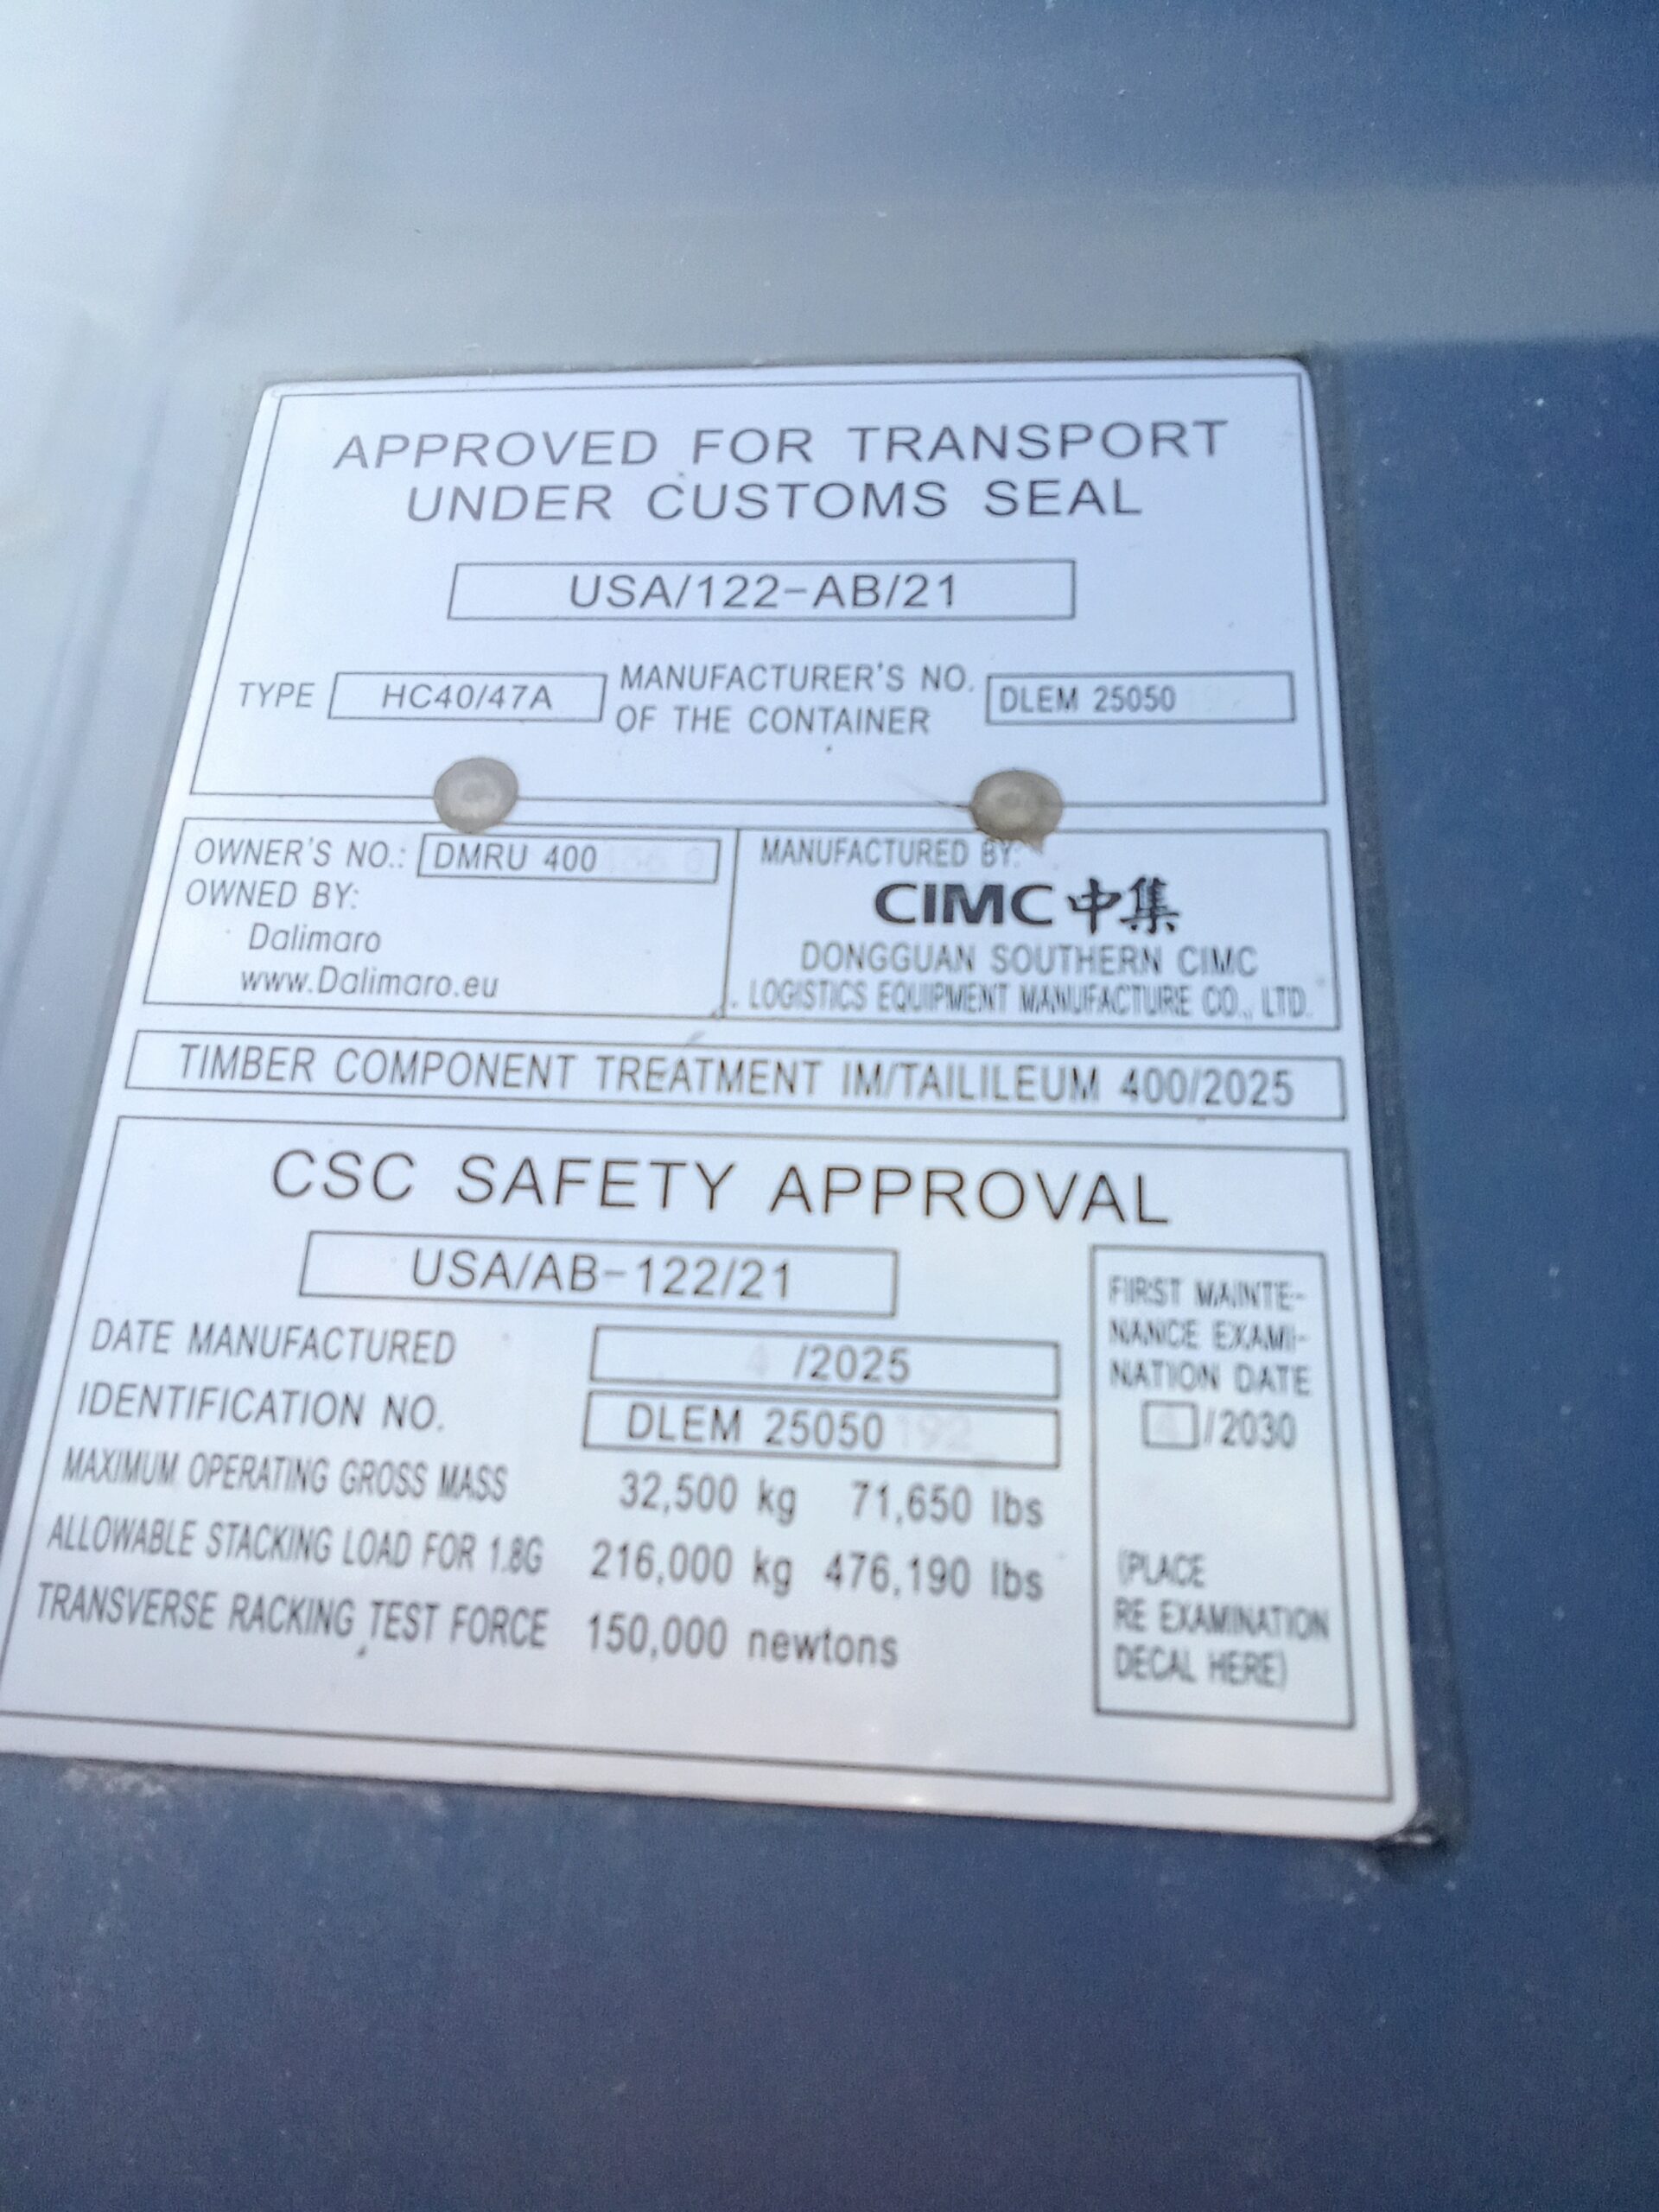 APPROVED FOR TRANSPORT
UNDER CUSTOMS SEAL
USA/122-AB/21
TYPE HC40/47A MANUFACTURER'S NO.
OF THE CONTAINER DLEM 25050
OWNER'S NO.: DMRU 400
OWNED BY:
Dalimaro
www.Dalimaro.eu
MANUFACTURED BY:
CIMC 中集
DONGGUAN SOUTHERN CIMC
LOGISTICS EQUIPMENT MANUFACTURE CO., LTD.
TIMBER COMPONENT TREATMENT IM/TAILILEUM 400/2025
CSC SAFETY APPROVAL
USA/AB-122/21
DATE MANUFACTURED 4 /2025
IDENTIFICATION NO. DLEM 25050 192
MAXIMUM OPERATING GROSS MASS 32,500 kg 71,650 lbs
ALLOWABLE STACKING LOAD FOR 1.8G 216,000 kg 476,190 lbs
TRANSVERSE RACKING TEST FORCE 150,000 newtons
FIRST MAINTE-
NANCE EXAMI-
NATION DATE
/2030
(PLACE
RE EXAMINATION
DECAL HERE)